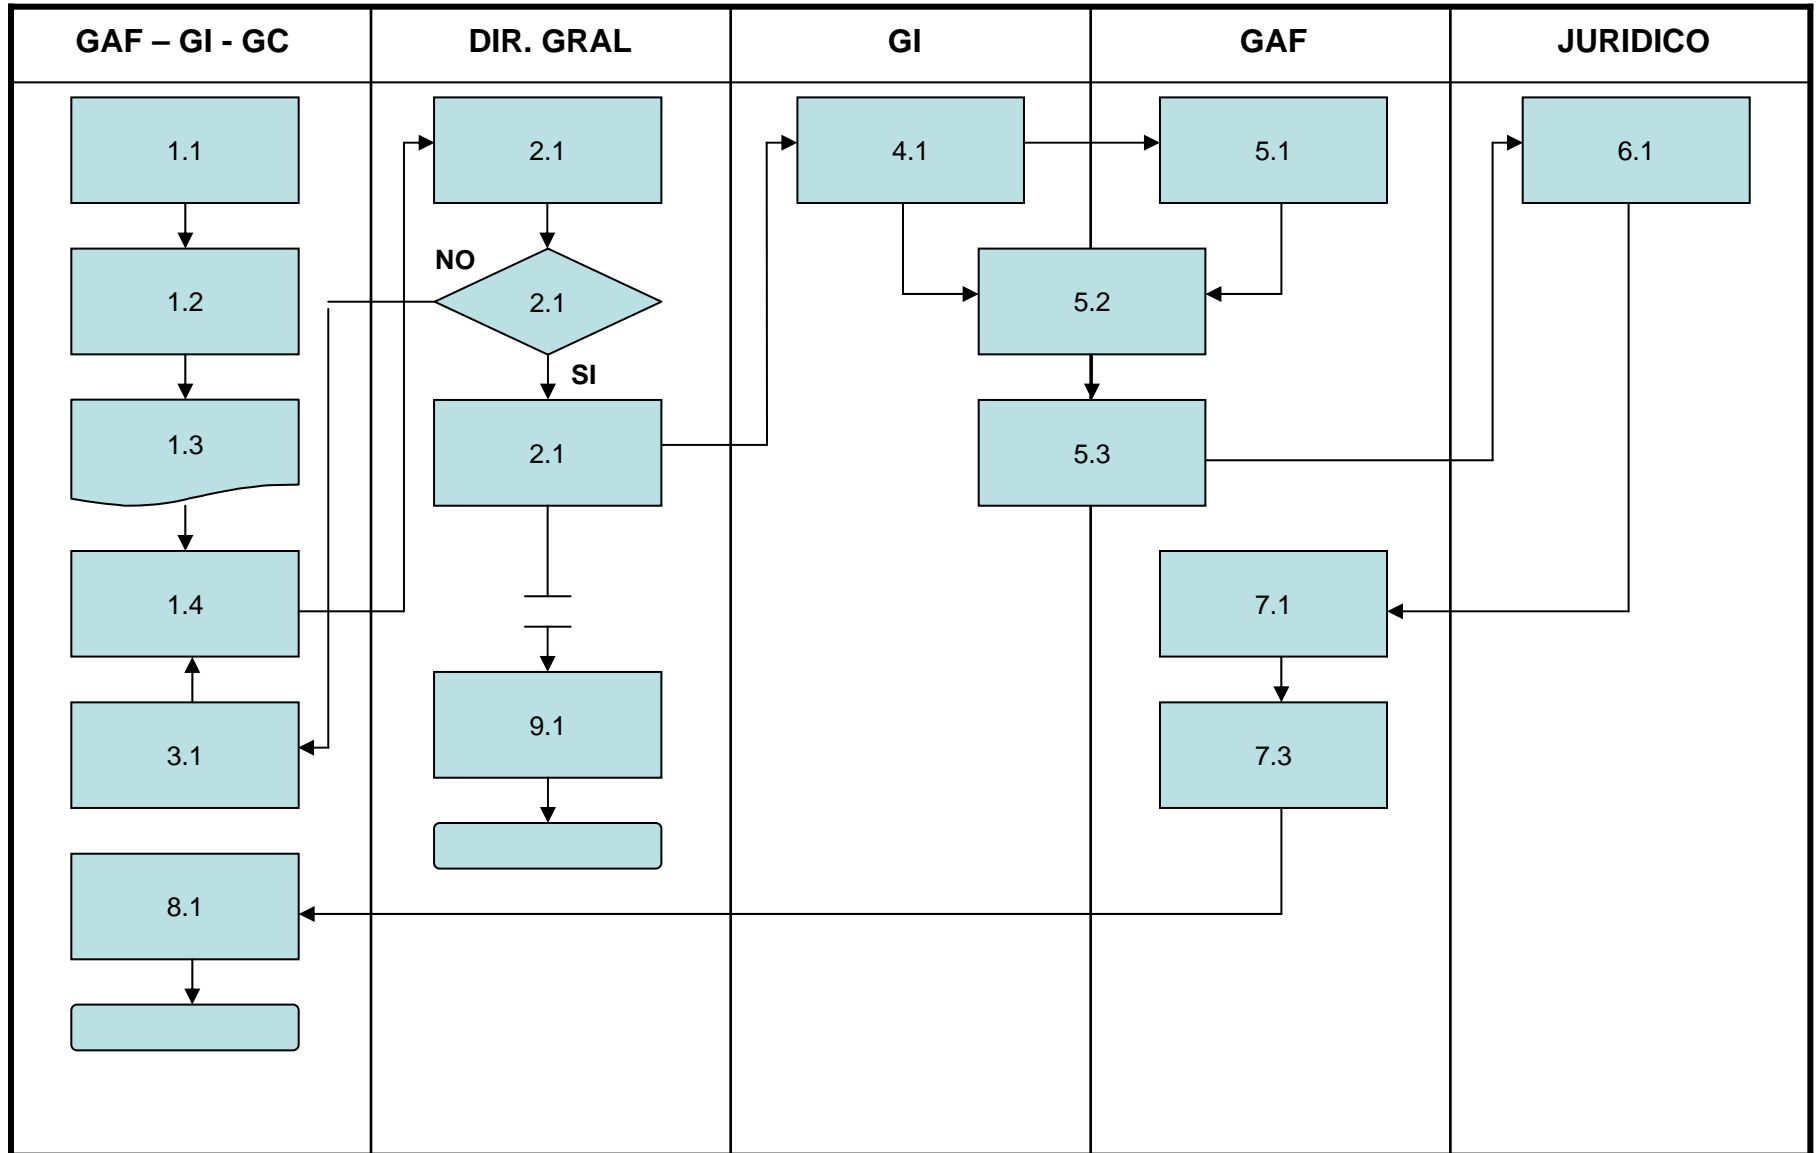 GAF – GI - GC
DIR. GRAL
GI
GAF
JURIDICO
1.1
2.1
4.1
5.1
6.1
NO
1.2
2.1
5.2
SI
1.3
2.1
5.3
1.4
7.1
3.1
9.1
7.3
8.1